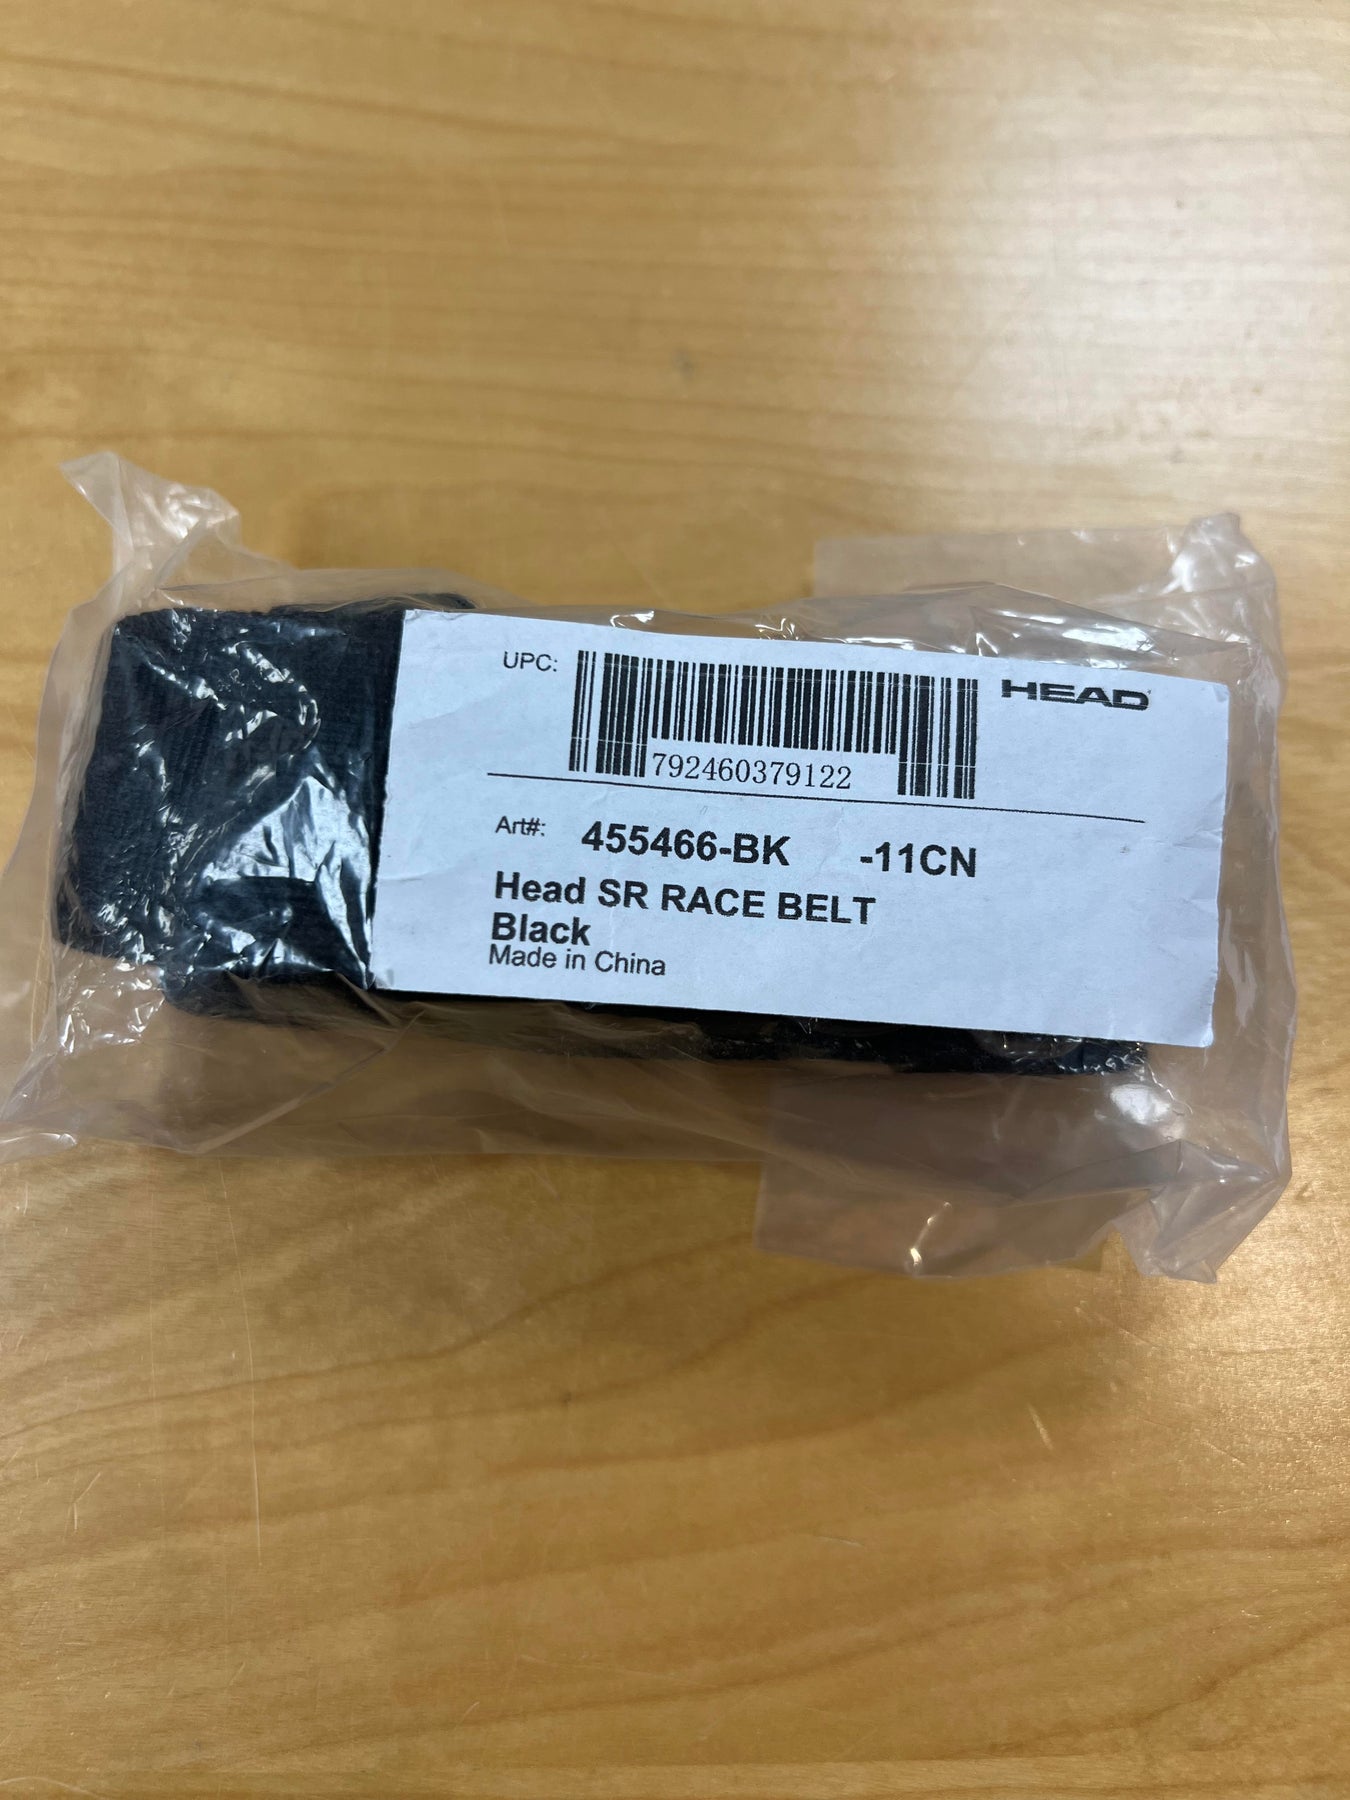 UPC:
HEAD
792460379122
Art#: 455466-BK -11CN
Head SR RACE BELT
Black
Made in China